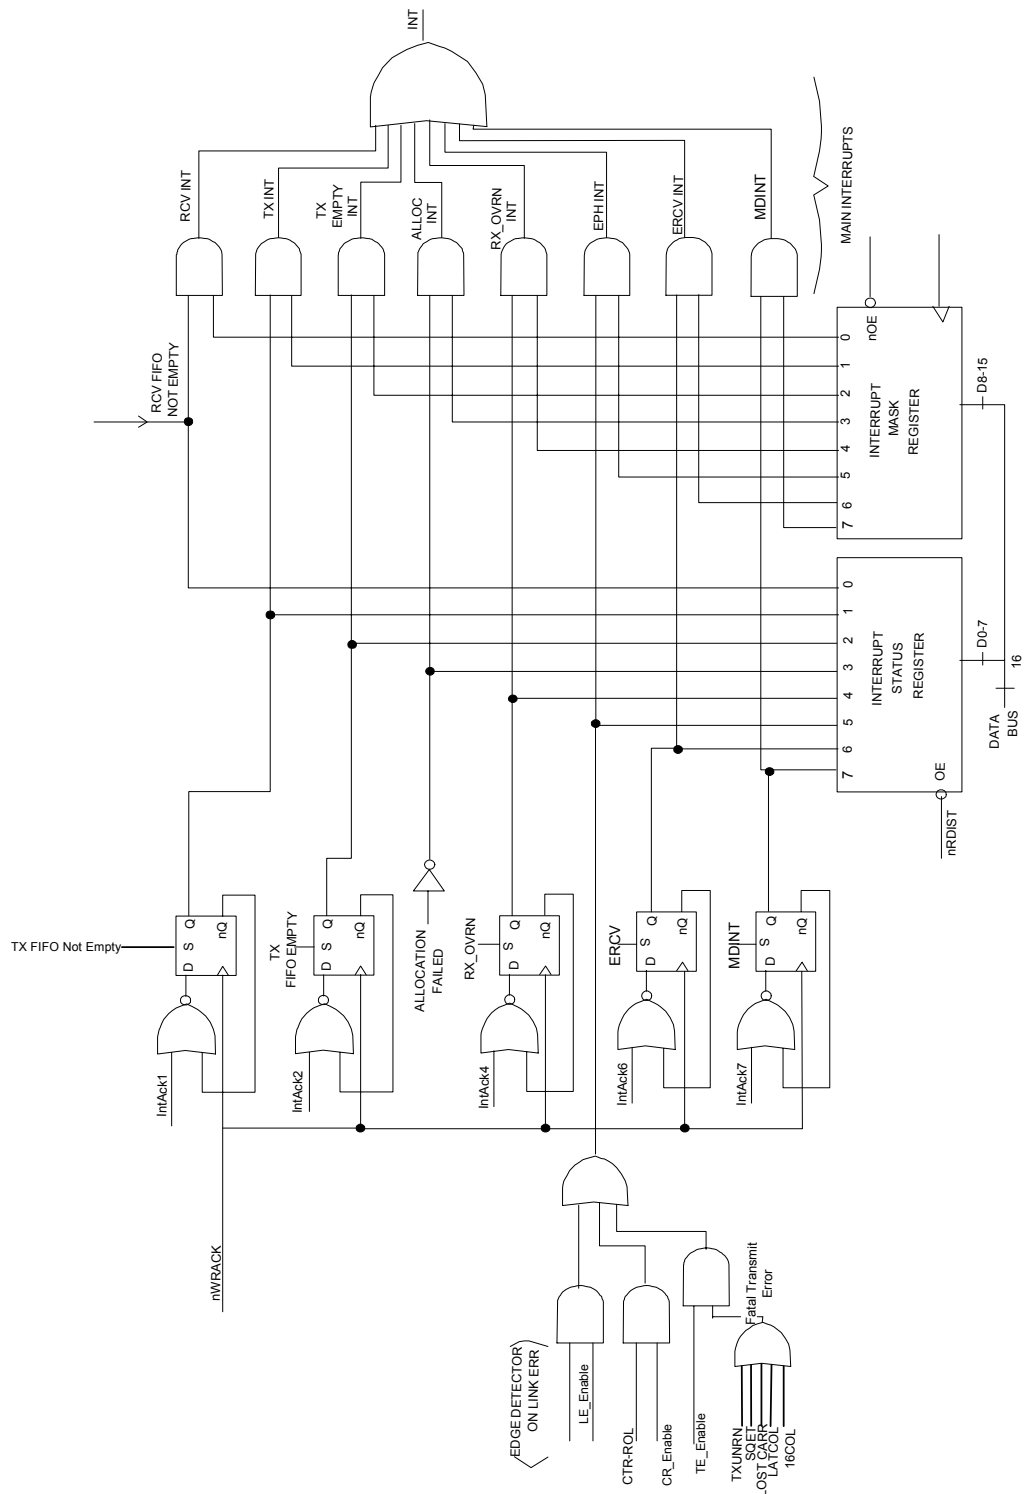 INT
RCV INT
TX INT
TX
EMPTY
INT
ALLOC
INT
RX_OVRN
INT
EPH INT
ERCV INT
MDINT
MAIN INTERRUPTS
RCV FIFO
NOT EMPTY
0
1
2
3
4
5
6
7
nOE
INTERRUPT
MASK
REGISTER
D8-15
0
1
2
3
4
5
6
7
OE
INTERRUPT
STATUS
REGISTER
D0-7
16
DATA
BUS
nRDIST
TX FIFO Not Empty
S
Q
nQ
D
TX
FIFO EMPTY
S
Q
nQ
D
ALLOCATION
FAILED
RX_OVRN
S
Q
nQ
D
ERCV
S
Q
nQ
D
MDINT
S
Q
nQ
D
IntAck1
IntAck2
IntAck4
IntAck6
IntAck7
nWRACK
EDGE DETECTOR
ON LINK ERR
LE_Enable
CTR-ROL
CR_Enable
TE_Enable
Fatal Transmit
Error
TXUNRN
SQET
LOST CARR
LATCOL
16COL